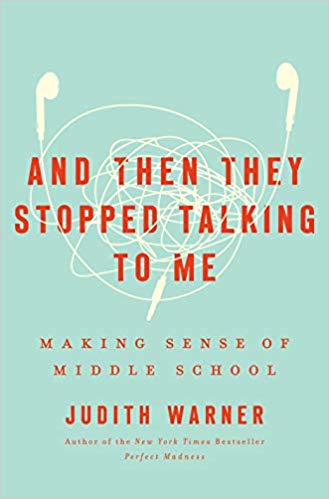 AND THEN THEY
STOPPED TALKING
TO ME
MAKING SENSE OF
MIDDLE SCHOOL
JUDITH WARNER
Author of the New York Times Bestseller
Perfect Madness